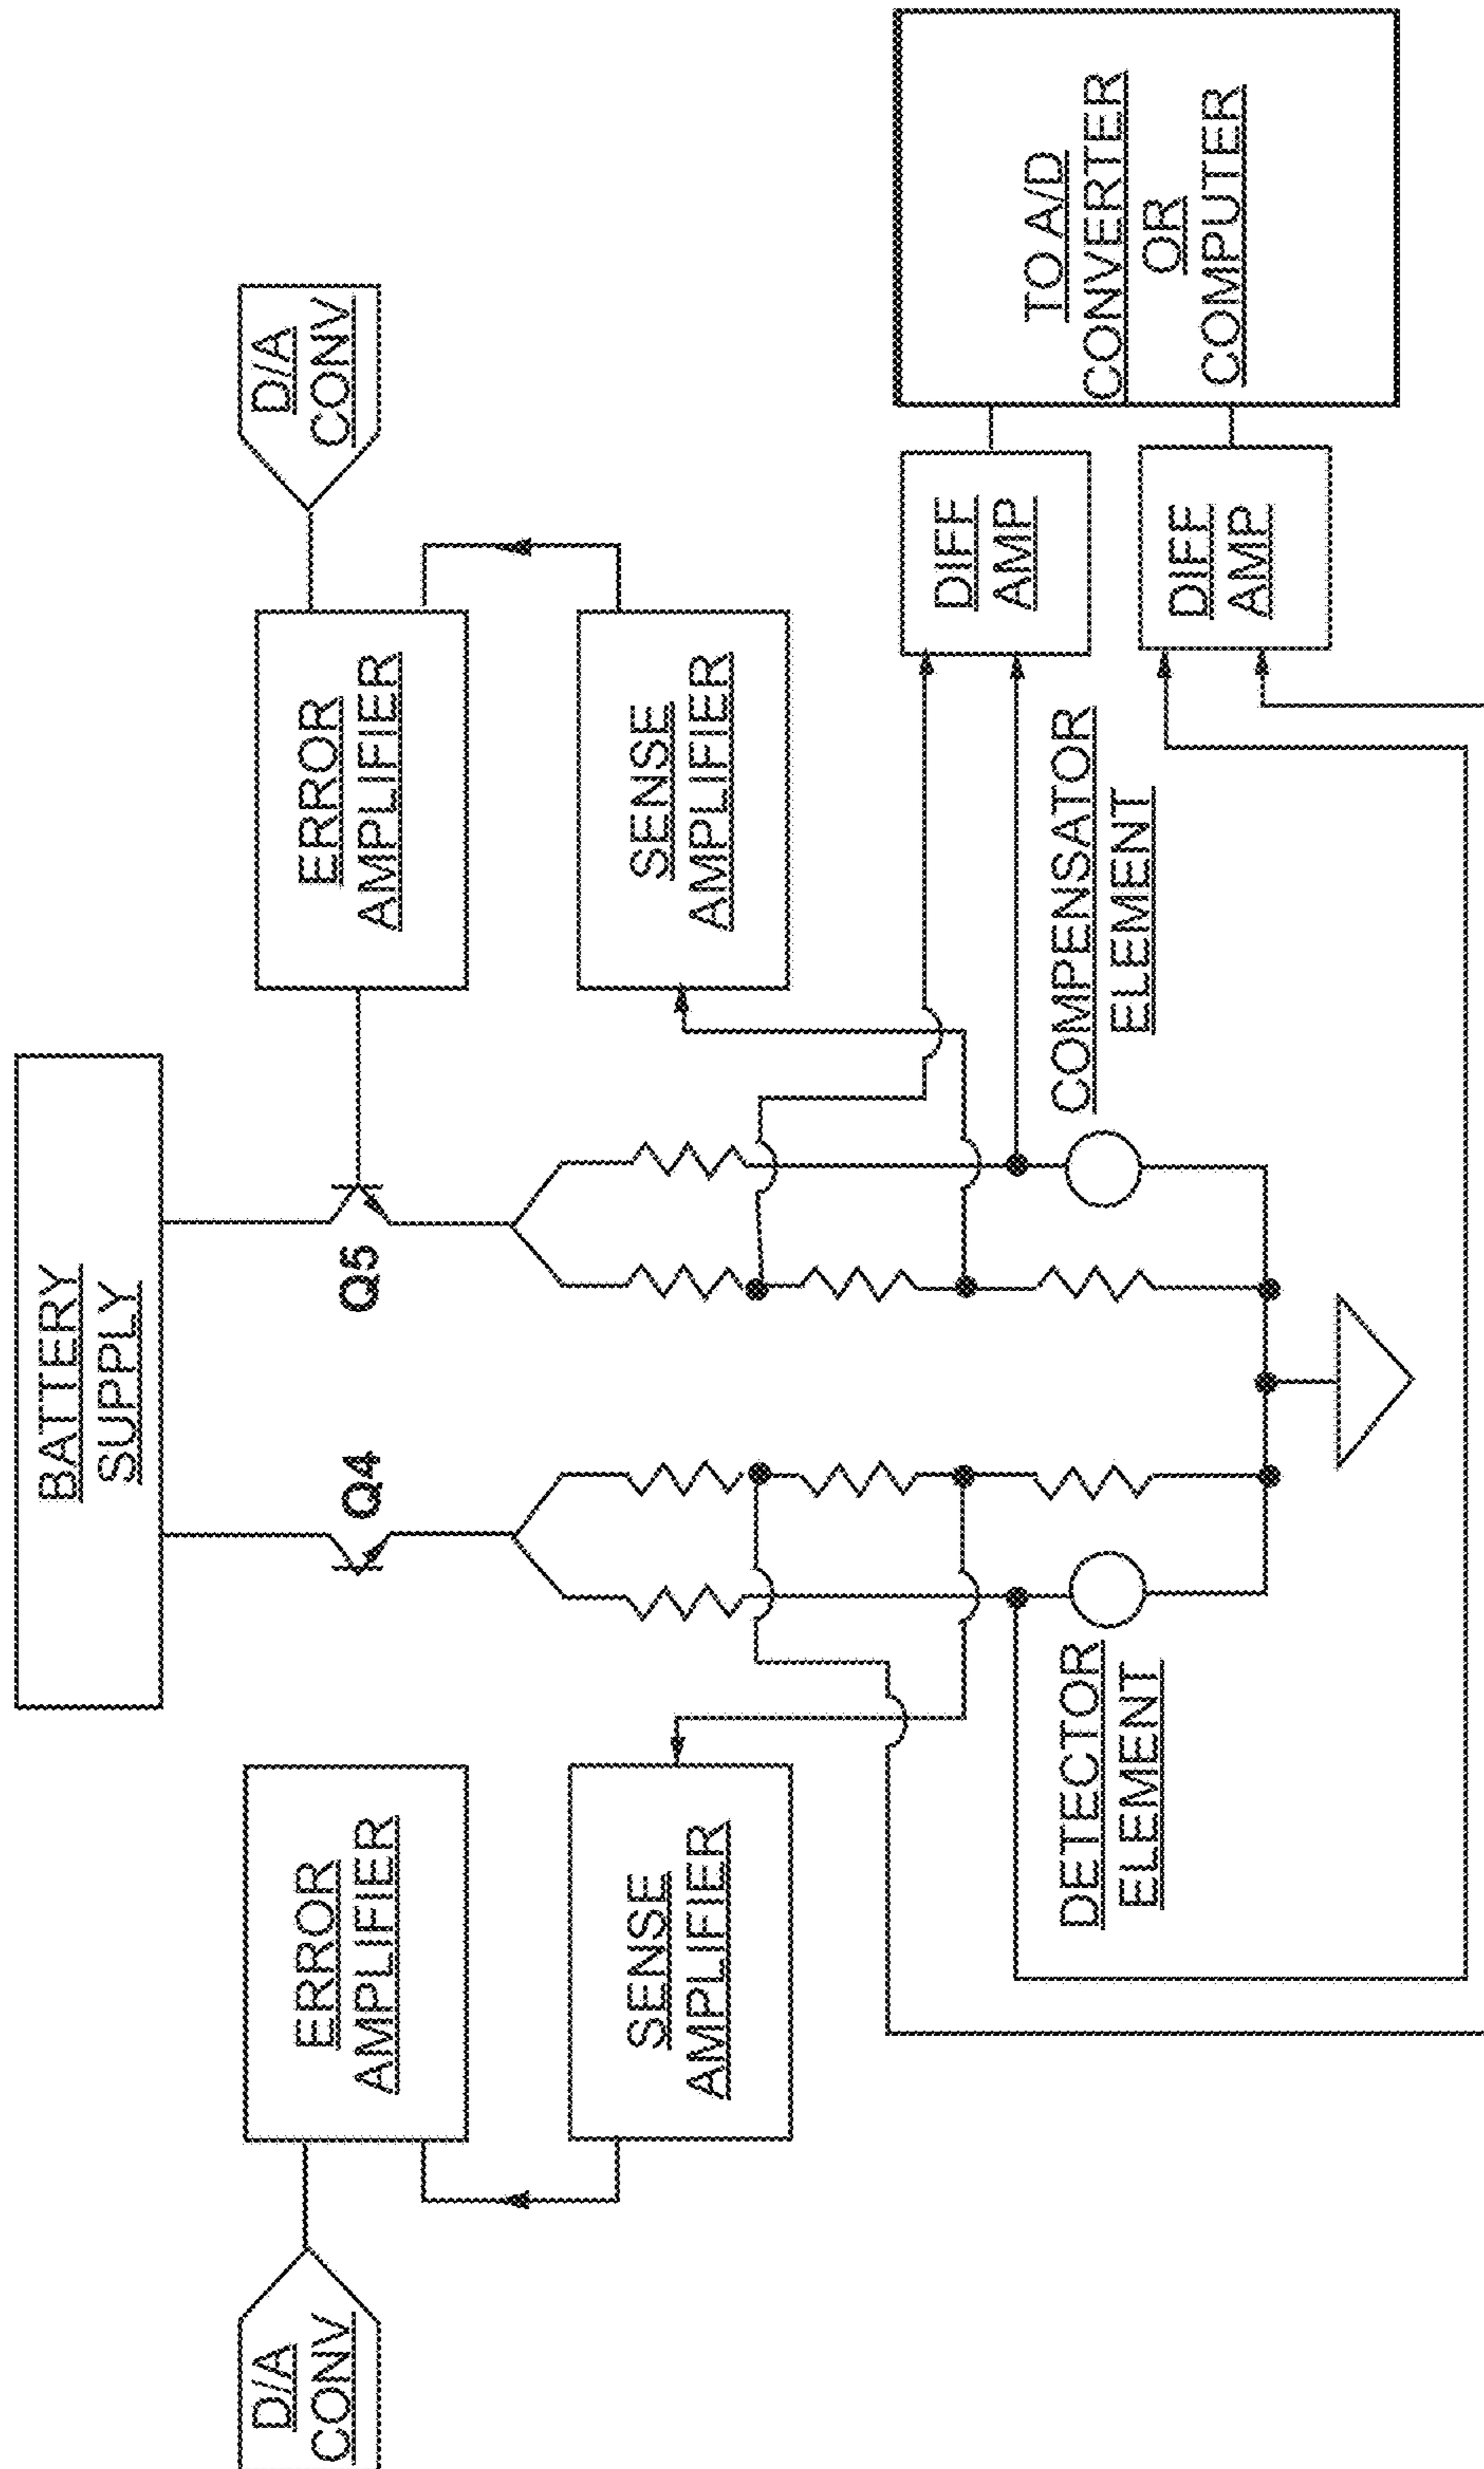 BATTERY
SUPPLY
D/A
CONV
ERROR
AMPLIFIER
Q4
Q5
ERROR
AMPLIFIER
D/A
CONV
SENSE
AMPLIFIER
SENSE
AMPLIFIER
DETECTOR
ELEMENT
COMPENSATOR
ELEMENT
DIFF
AMP
DIFF
AMP
TO A/D
CONVERTER
OR
COMPUTER